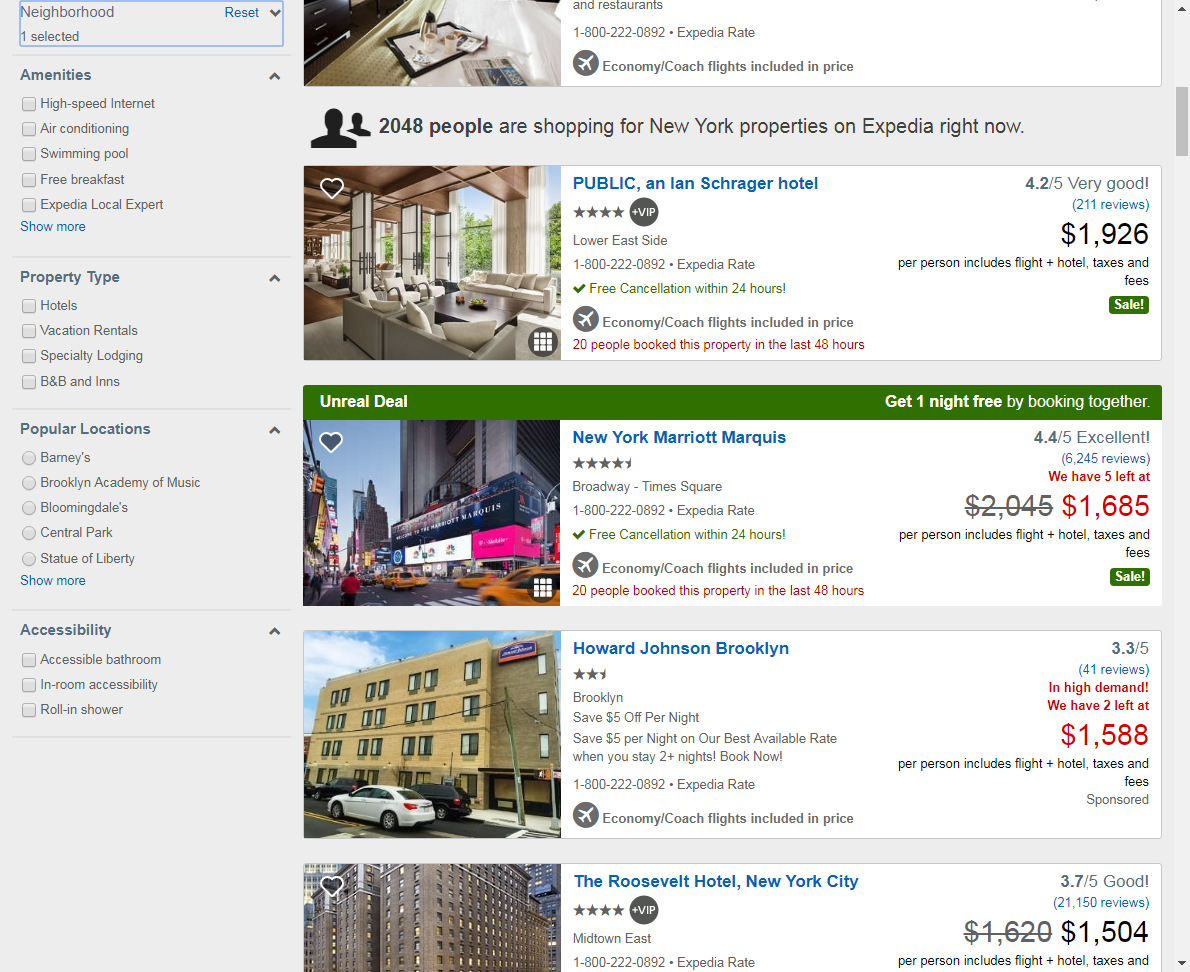 Neighborhood
Reset
1 selected
Amenities
High-speed Internet
Air conditioning
Swimming pool
Free breakfast
Expedia Local Expert
Show more
Property Type
Hotels
Vacation Rentals
Specialty Lodging
B&B and Inns
Popular Locations
Barney's
Brooklyn Academy of Music
Bloomingdale's
Central Park
Statue of Liberty
Show more
Accessibility
Accessible bathroom
In-room accessibility
Roll-in shower
and restaurants
1-800-222-0892 • Expedia Rate
Economy/Coach flights included in price
2048 people are shopping for New York properties on Expedia right now.
PUBLIC, an Ian Schrager hotel
+VIP
Lower East Side
1-800-222-0892 • Expedia Rate
Free Cancellation within 24 hours!
Economy/Coach flights included in price
20 people booked this property in the last 48 hours
4.2/5 Very good!
(211 reviews)
$1,926
per person includes flight + hotel, taxes and
fees
Sale!
Unreal Deal
Get 1 night free by booking together.
WELCOME TO THE MARRIOTT MARQUIS
New York Marriott Marquis
Broadway - Times Square
1-800-222-0892 • Expedia Rate
Free Cancellation within 24 hours!
Economy/Coach flights included in price
20 people booked this property in the last 48 hours
4.4/5 Excellent!
(6,245 reviews)
We have 5 left at
$2,045 $1,685
per person includes flight + hotel, taxes and
fees
Sale!
Howard Johnson Brooklyn
Brooklyn
Save $5 Off Per Night
Save $5 per Night on Our Best Available Rate
when you stay 2+ nights! Book Now!
1-800-222-0892 • Expedia Rate
Economy/Coach flights included in price
3.3/5
(41 reviews)
In high demand!
We have 2 left at
$1,588
per person includes flight + hotel, taxes and
fees
Sponsored
The Roosevelt Hotel, New York City
+VIP
Midtown East
1-800-222-0892 • Expedia Rate
3.7/5 Good!
(21,150 reviews)
$1,620 $1,504
per person includes flight + hotel, taxes and